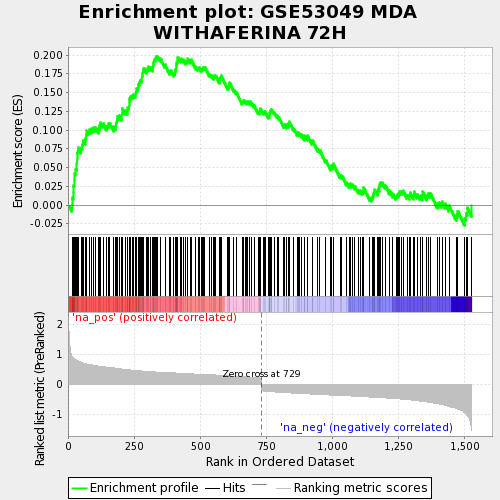 Enrichment plot: GSE53049 MDA
WITHAFERINA 72H
Enrichment score (ES)
0.200
0.175
0.150
0.125
0.100
0.075
0.050
0.025
0.000
-0.025
'na_pos' (positively correlated)
Ranked list metric (PreRanked)
2
1
0
-1
Zero cross at 729
'na_neg' (negatively correlated)
0
250
500
750
1,000
1,250
1,500
Rank in Ordered Dataset
Enrichment profile
Hits
Ranking metric scores